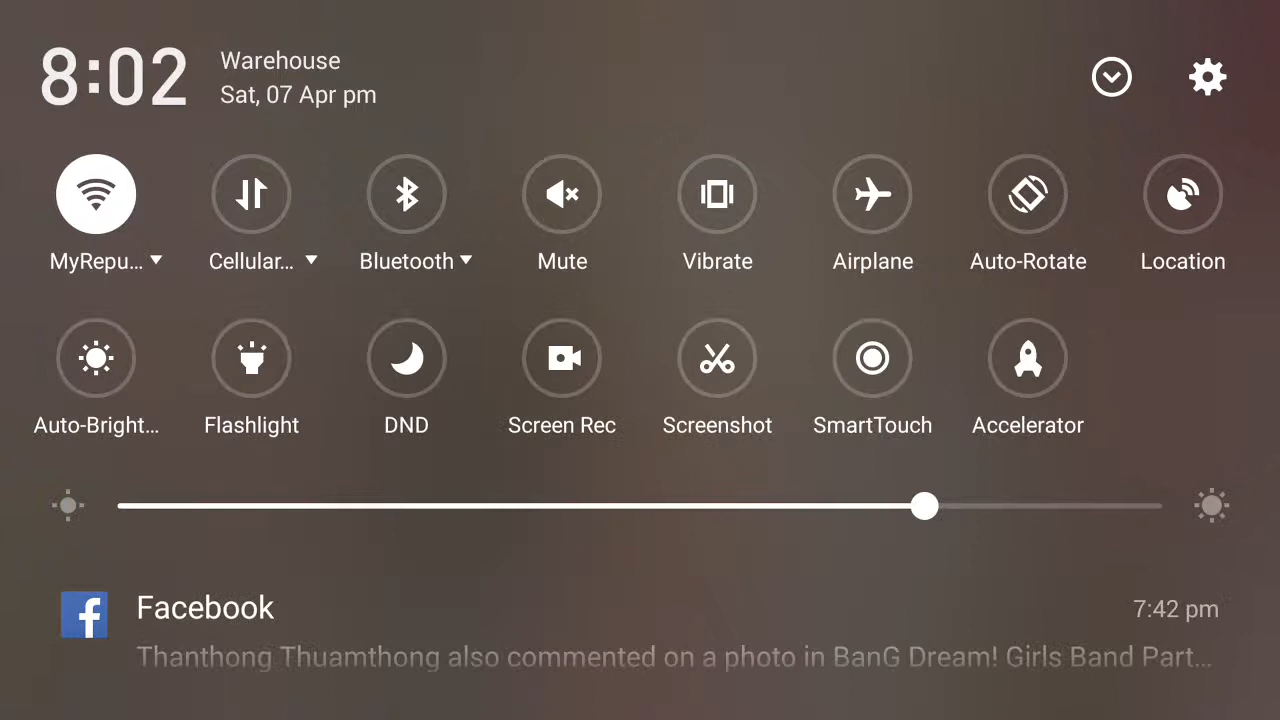 8:02
Warehouse
Sat, 07 Apr pm
MyRepu...
Cellular...
Bluetooth
Mute
Vibrate
Airplane
Auto-Rotate
Location
Auto-Bright...
Flashlight
DND
Screen Rec
Screenshot
SmartTouch
Accelerator
Facebook
7:42 pm
Thanthong Thuamthong also commented on a photo in BanG Dream! Girls Band Part...